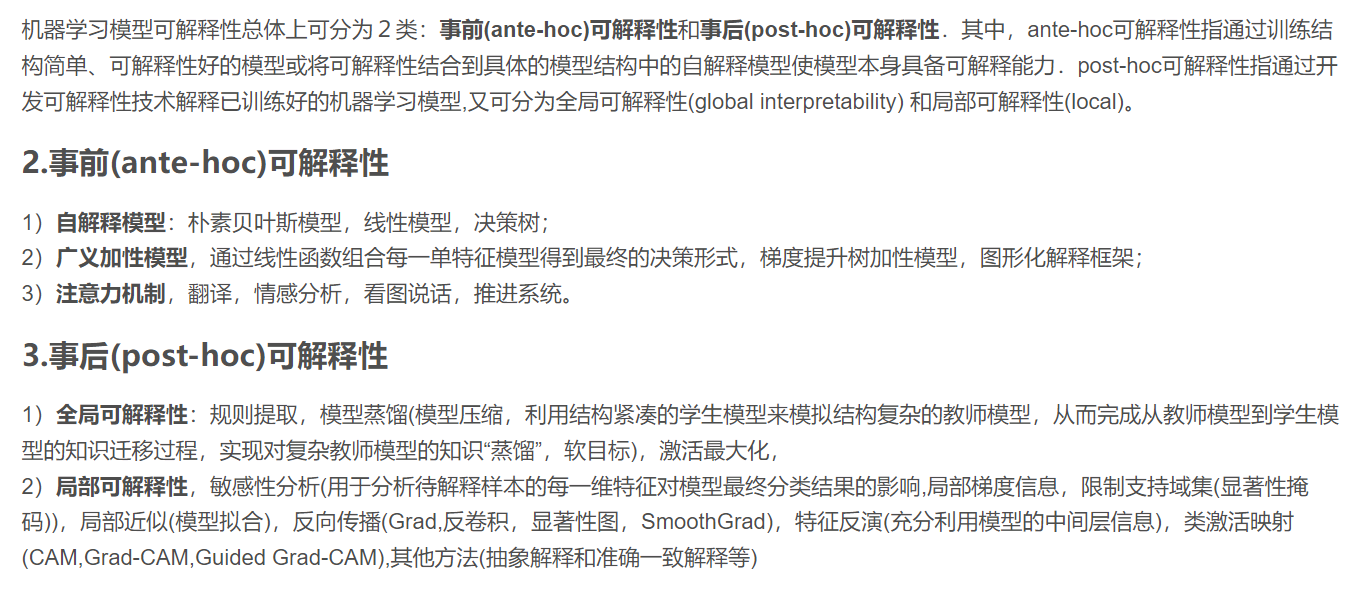 机器学习模型可解释性总体上可分为２类：事前(ante-hoc)可解释性和事后(post-hoc)可解释性．其中，ante-hoc可解释性指通过训练结
构简单、可解释性好的模型或将可解释性结合到具体的模型结构中的自解释模型使模型本身具备可解释能力．post-hoc可解释性指通过开
发可解释性技术解释已训练好的机器学习模型,又可分为全局可解释性(global interpretability) 和局部可解释性(local)。
2.事前(ante-hoc)可解释性
1）自解释模型：朴素贝叶斯模型，线性模型，决策树；
2）广义加性模型，通过线性函数组合每一单特征模型得到最终的决策形式，梯度提升树加性模型，图形化解释框架；
3）注意力机制，翻译，情感分析，看图说话，推进系统。
3.事后(post-hoc)可解释性
1）全局可解释性：规则提取，模型蒸馏(模型压缩，利用结构紧凑的学生模型来模拟结构复杂的教师模型，从而完成从教师模型到学生模
型的知识迁移过程，实现对复杂教师模型的知识“蒸馏”，软目标)，激活最大化，
2）局部可解释性，敏感性分析(用于分析待解释样本的每一维特征对模型最终分类结果的影响,局部梯度信息，限制支持域集(显著性掩
码))，局部近似(模型拟合)，反向传播(Grad,反卷积，显著性图，SmoothGrad)，特征反演(充分利用模型的中间层信息)，类激活映射
(CAM,Grad-CAM,Guided Grad-CAM),其他方法(抽象解释和准确一致解释等)